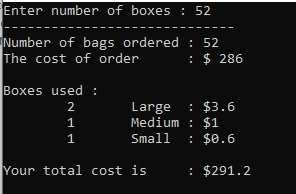 Enter number of boxes : 52
----------------------------
Number of bags ordered : 52
The cost of order      : $ 286
Boxes used :
        2       Large  : $3.6
        1       Medium : $1
        1       Small  : $0.6
Your total cost is     : $291.2